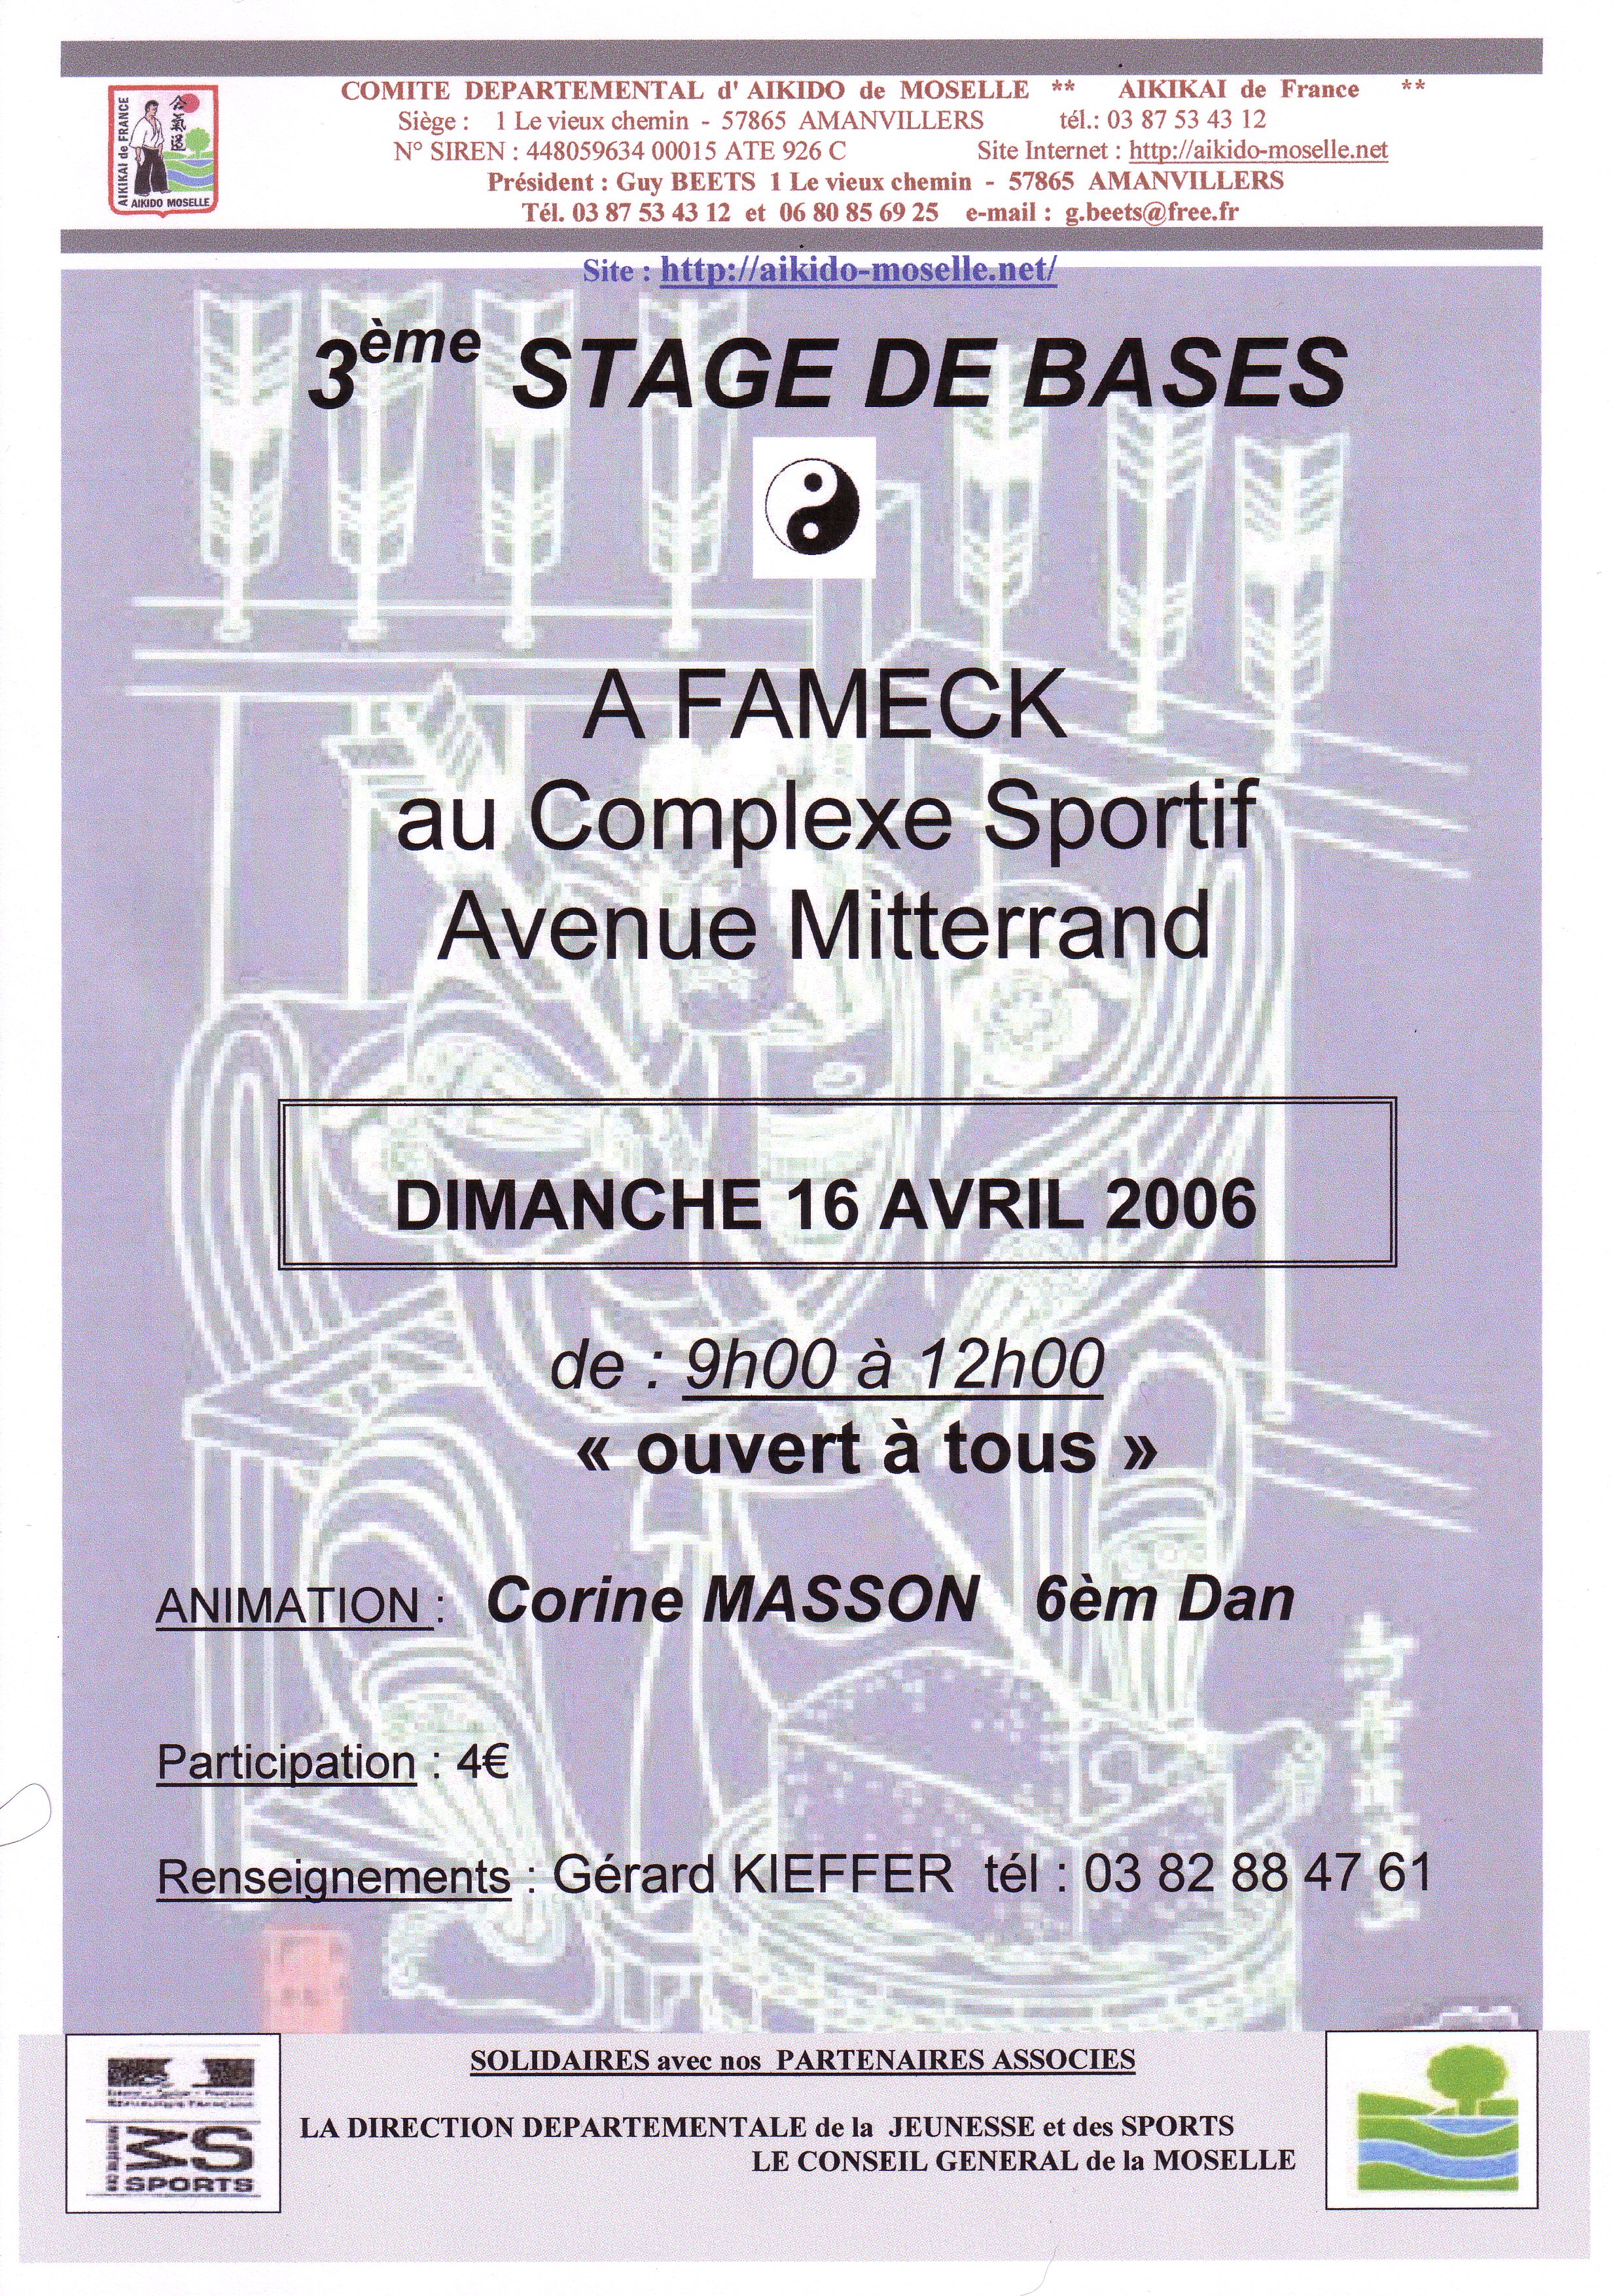 COMITE DEPARTEMENTAL d' AIKIDO de MOSELLE ** AIKIKAI de France **
Siège : 1 Le vieux chemin - 57865 AMANVILLERS tél.: 03 87 53 43 12
N° SIREN : 448059634 00015 ATE 926 C Site Internet : http://aikido-moselle.net
Président : Guy BEETS 1 Le vieux chemin - 57865 AMANVILLERS
Tél. 03 87 53 43 12 et 06 80 85 69 25 e-mail : g.beets@free.fr
AIKIKAI de FRANCE
AIKIDO MOSELLE
Site : http://aikido-moselle.net/
3ème STAGE DE BASES
A FAMECK
au Complexe Sportif
Avenue Mitterrand
DIMANCHE 16 AVRIL 2006
de : 9h00 à 12h00
« ouvert à tous »
ANIMATION : Corine MASSON 6èm Dan
Participation : 4€
Renseignements : Gérard KIEFFER tél : 03 82 88 47 61
SOLIDAIRES avec nos PARTENAIRES ASSOCIES
LA DIRECTION DEPARTEMENTALE de la JEUNESSE et des SPORTS
LE CONSEIL GENERAL de la MOSELLE
SPORTS